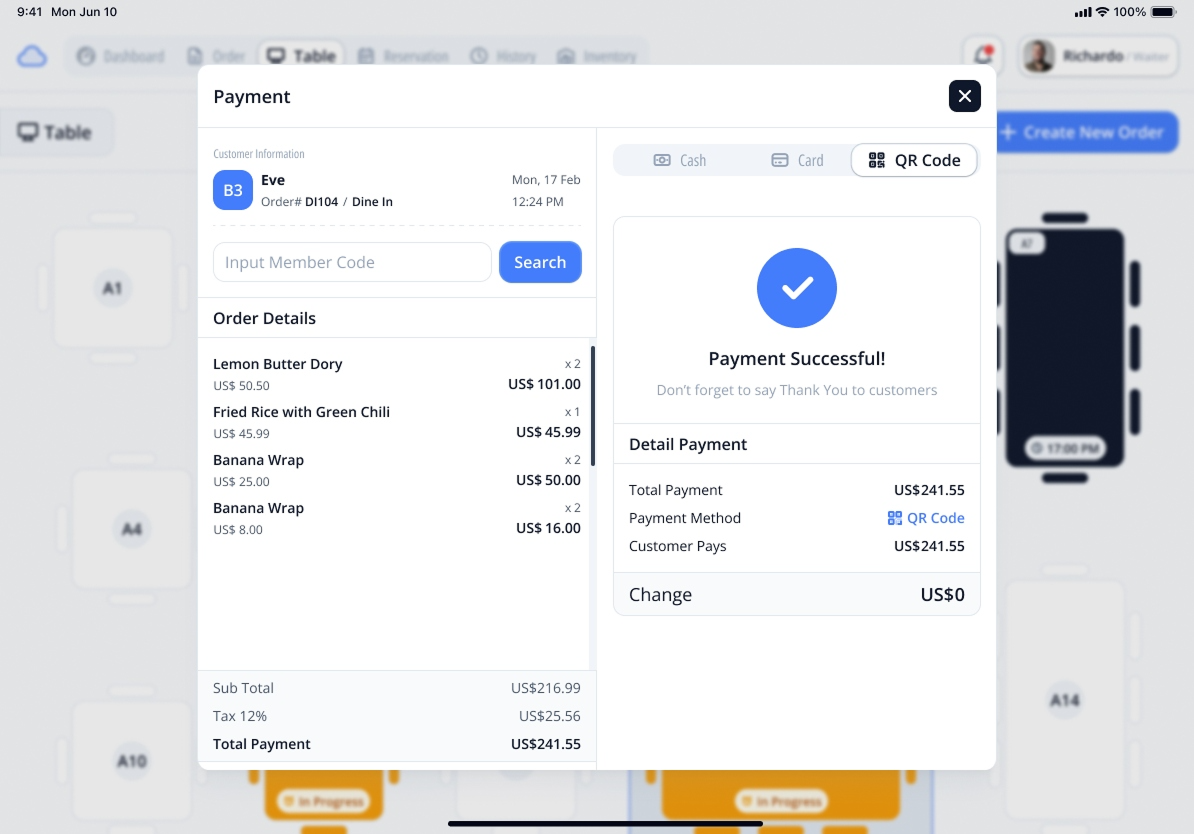 9:41 Mon Jun 10
100%
Dashboard
Order
Table
Reservation
History
Inventory
Richardo / Waiter
Table
+ Create New Order
Payment
Customer Information
B3
Eve
Order# DI104 / Dine In
Mon, 17 Feb
12:24 PM
Input Member Code
Search
Order Details
Lemon Butter Dory
x 2
US$ 50.50
US$ 101.00
Fried Rice with Green Chili
x 1
US$ 45.99
US$ 45.99
Banana Wrap
x 2
US$ 25.00
US$ 50.00
Banana Wrap
x 2
US$ 8.00
US$ 16.00
Sub Total
US$216.99
Tax 12%
US$25.56
Total Payment
US$241.55
Cash
Card
QR Code
Payment Successful!
Don't forget to say Thank You to customers
Detail Payment
Total Payment
US$241.55
Payment Method
QR Code
Customer Pays
US$241.55
Change
US$0
A1
A4
A10
A7
17:00 PM
A14
In Progress
In Progress